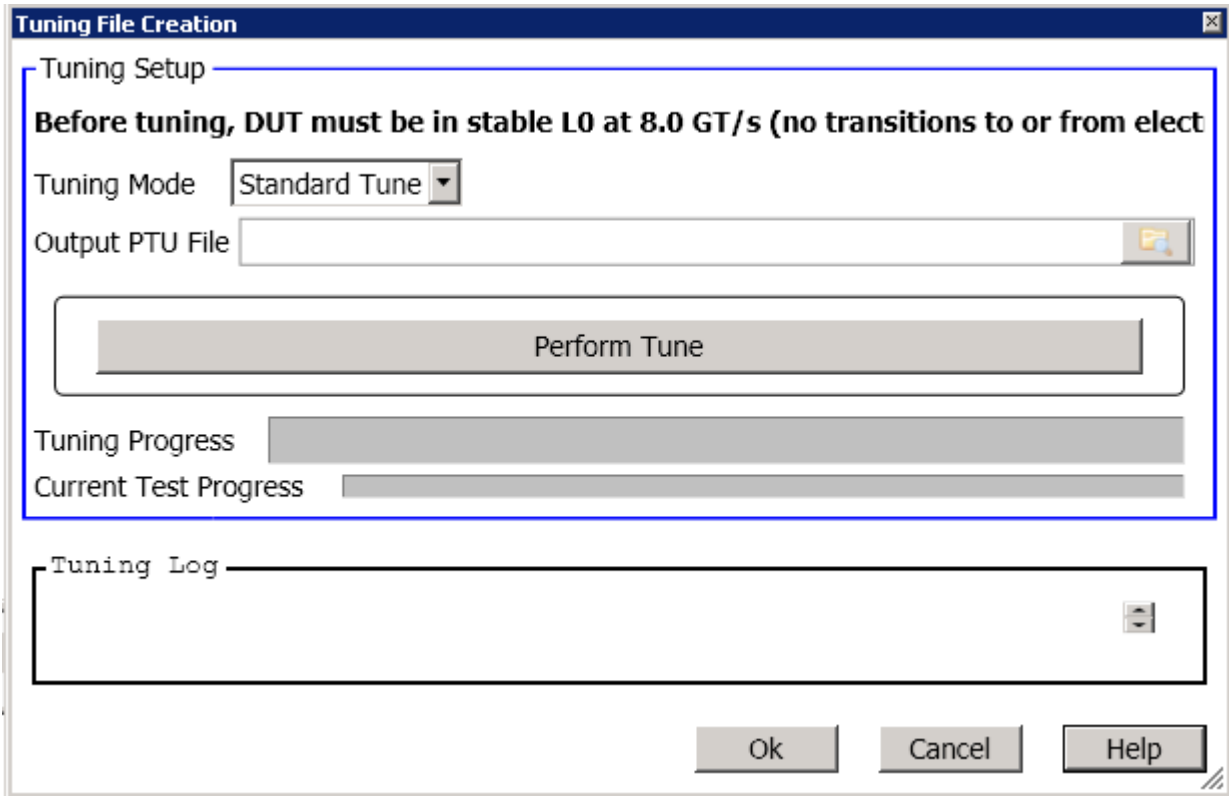 Tuning File Creation
Tuning Setup
Before tuning, DUT must be in stable L0 at 8.0 GT/s (no transitions to or from elect
Tuning Mode Standard Tune
Output PTU File
Perform Tune
Tuning Progress
Current Test Progress
Tuning Log
Ok Cancel Help